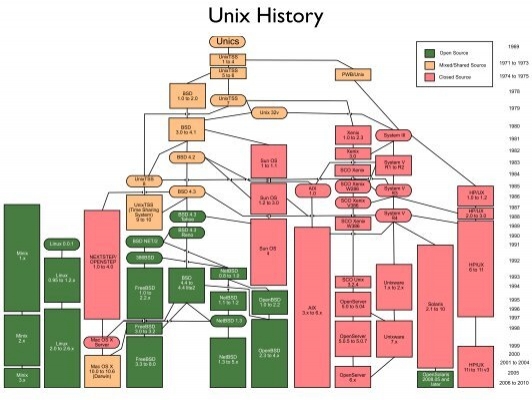 Unix History
Unics
UnixTSS
1 to 4
UnixTSS
5 to 6
PWB/Unix
BSD
1.0 to 2.0
UnixTSS
7
Unix 32v
BSD
3.0 to 4.1
Xenix
1.0 to 2.3
System III
Xenix
3.0
BSD 4.2
Sun OS
1 to 1.1
System V
R1 to R2
SCO Xenix
UnixTSS
8
AIX
1.0
SCO Xenix
System V
BSD 4.3
Sun OS
1.2 to 3.0
HP/UX
1.0 to 1.2
Unix/TSS
(Time Sharing
System)
9 to 10
BSD 4.3
Tahoe
BSD 4.3
Reno
System V
HP/UX
2.0 to 3.0
SCO Xenix
Minix
1.x
Linux 0.0.1
BSD NET/2
386BSD
NEXTSTEP/
OPENSTEP
1.0 to 4.0
Sun OS
4
Linux
0.95 to 1.2.x
HP/UX
6 to 11
FreeBSD
1.0 to
2.2.x
BSD
4.4 to
NetBSD
0.8 to 1.0
NetBSD
1.1 to 1.2
NetBSD 1.3
OpenBSD
1.0 to 2.2
AIX
3.x to 6.x
SCO Unix
3.2.4
OpenServer
5.0 to 5.04
OpenServer
5.0.5 to 5.0.7
OpenServer
6.x
Unixware
1.x to 2.x
Unixware
7.x
Solaris
2.1 to 10
Minix
2.x
Minix
3.x
Linux
2.0 to 2.6.x
Mac OS X
Server
Mac OS X
10.0 to 10.6
(Darwin)
FreeBSD
3.0 to 3.2
FreeBSD
3.3 to 8.0
NetBSD
1.3 to 5.x
OpenBSD
2.3 to 4.x
OpenSolaris
2008.05 and
later
HP/UX
11i to 11i v3
Open Source
Mixed/Shared Source
Closed Source
1969
1971 to 1973
1974 to 1975
1978
1979
1980
1981
1982
1983
1984
1985
1986
1987
1988
1989
1990
1991
1992
1993
1994
1995
1996
1997
1998
1999
2000
2001 to 2004
2005
2006 to 2010